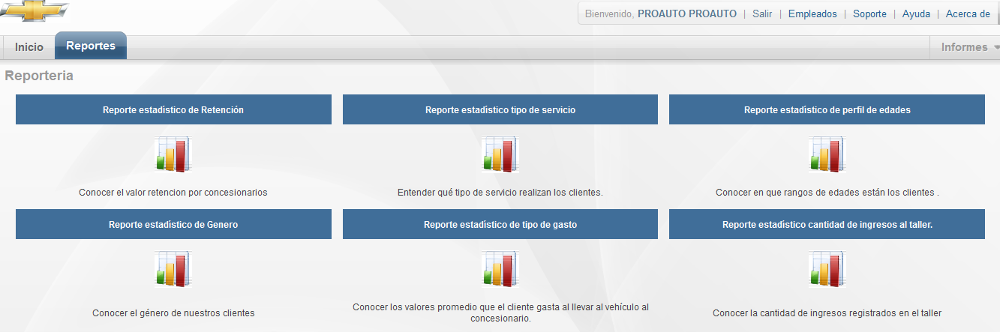 Bienvenido, PROAUTO PROAUTO | Salir | Empleados | Soporte | Ayuda | Acerca de
Inicio Reportes Informes
Reporteria
Reporte estadístico de Retención
Reporte estadístico tipo de servicio
Reporte estadístico de perfil de edades
Conocer el valor retencion por concesionarios
Entender qué tipo de servicio realizan los clientes.
Conocer en que rangos de edades están los clientes .
Reporte estadístico de Genero
Reporte estadístico de tipo de gasto
Reporte estadístico cantidad de ingresos al taller.
Conocer el género de nuestros clientes
Conocer los valores promedio que el cliente gasta al llevar al vehículo al
concesionario.
Conocer la cantidad de ingresos registrados en el taller